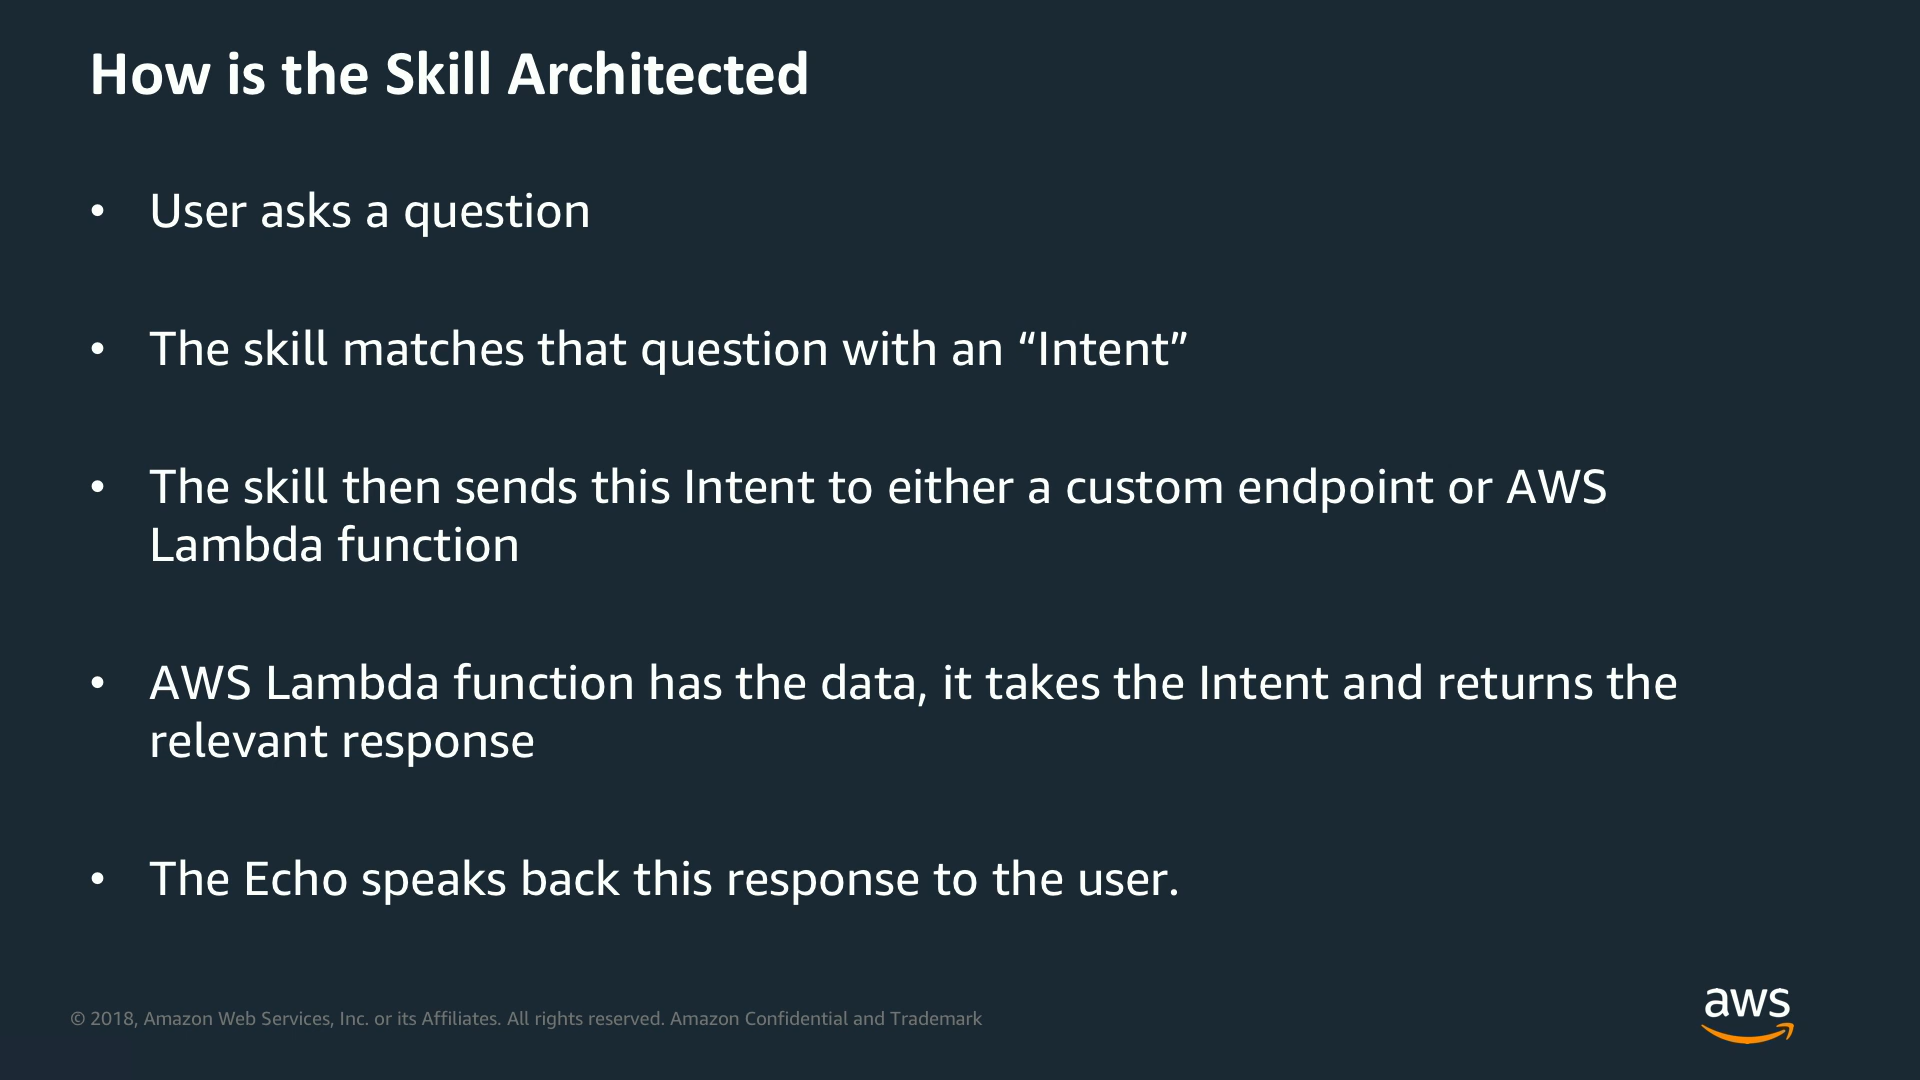 How is the Skill Architected
• User asks a question
• The skill matches that question with an “Intent”
• The skill then sends this Intent to either a custom endpoint or AWS
Lambda function
• AWS Lambda function has the data, it takes the Intent and returns the
relevant response
• The Echo speaks back this response to the user.
© 2018, Amazon Web Services, Inc. or its Affiliates. All rights reserved. Amazon Confidential and Trademark
aws